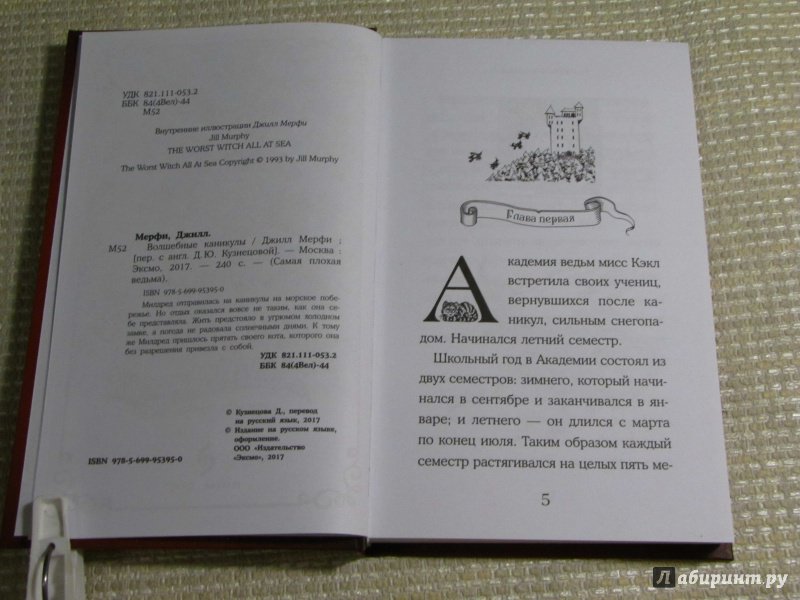 УДК 821.111-053.2
ББК 84(4Вел)-44
М52
Внутренние иллюстрации Джилл Мерфи
Jill Murphy
THE WORST WITCH ALL AT SEA
The Worst Witch All At Sea Copyright © 1993 by Jill Murphy
Мерфи, Джилл.
М52 Волшебные каникулы / Джилл Мерфи ;
[пер. с англ. Д.Ю. Кузнецовой]. — Москва :
Эксмо, 2017. — 240 с. — (Самая плохая
ведьма).
ISBN 978-5-699-95395-0
Милдред отправилась на каникулы на морское побе-
режье. Но отдых оказался вовсе не таким, как она се-
бе представляла. Жить предстояло в угрюмом холодном
замке, а погода не радовала солнечными днями. К тому
же Милдред пришлось прятать своего кота, которого она
без разрешения привезла с собой.
УДК 821.111-053.2
ББК 84(4Вел)-44
© Кузнецова Д., перевод
на русский язык, 2017
© Издание на русском языке,
оформление.
ООО «Издательство
«Эксмо», 2017
ISBN 978-5-699-95395-0
Глава первая
Академия ведьм мисс Кэкл
встретила своих учениц,
вернувшихся после ка-
никул, сильным снегопа-
дом. Начинался летний семестр.
Школьный год в Академии состоял из
двух семестров: зимнего, который начи-
нался в сентябре и заканчивался в ян-
варе; и летнего — он длился с марта
по конец июля. Таким образом каждый
семестр растягивался на целых пять ме-
5
Лабиринт.ру